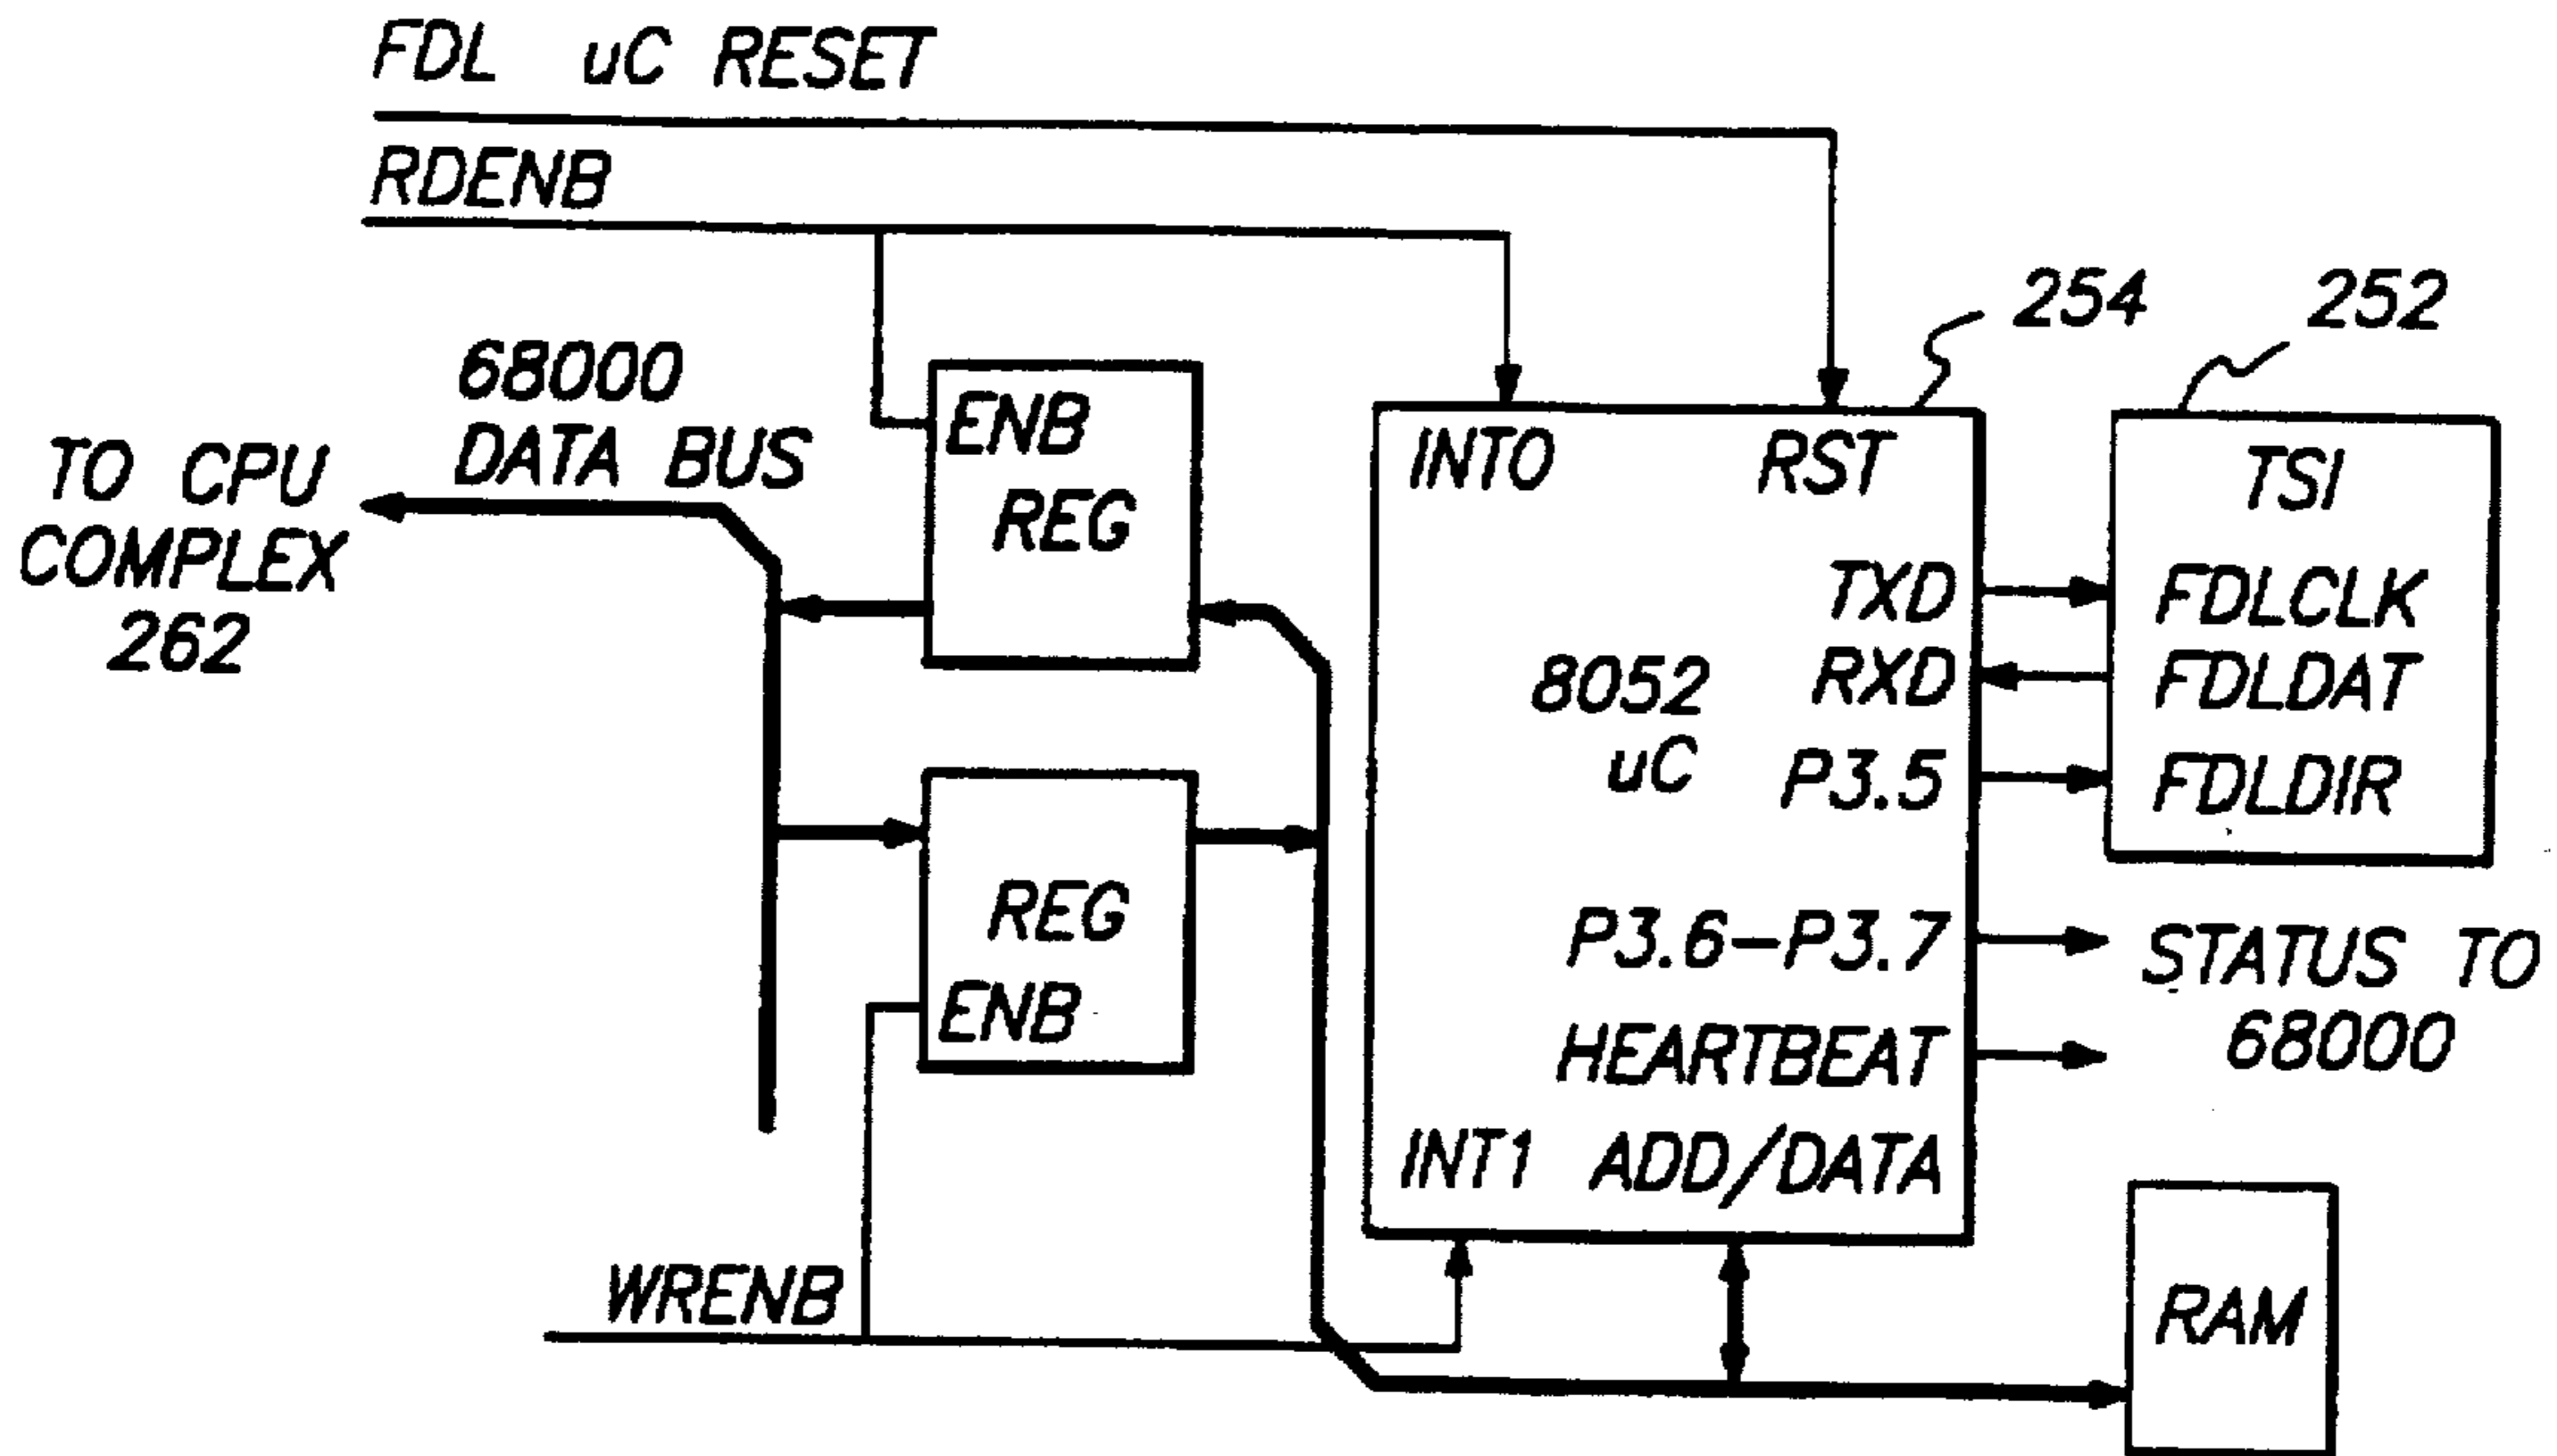 FDL uC RESET
RDENB
254
252
68000
DATA BUS
TO CPU
COMPLEX
262
ENB
REG
INTO
RST
TSI
TXD
FDLCLK
RXD
FDLDAT
8052
uC
P3.5
FDLDIR
REG
ENB
P3.6-P3.7
STATUS TO
68000
HEARTBEAT
INT1 ADD/DATA
WRENB
RAM